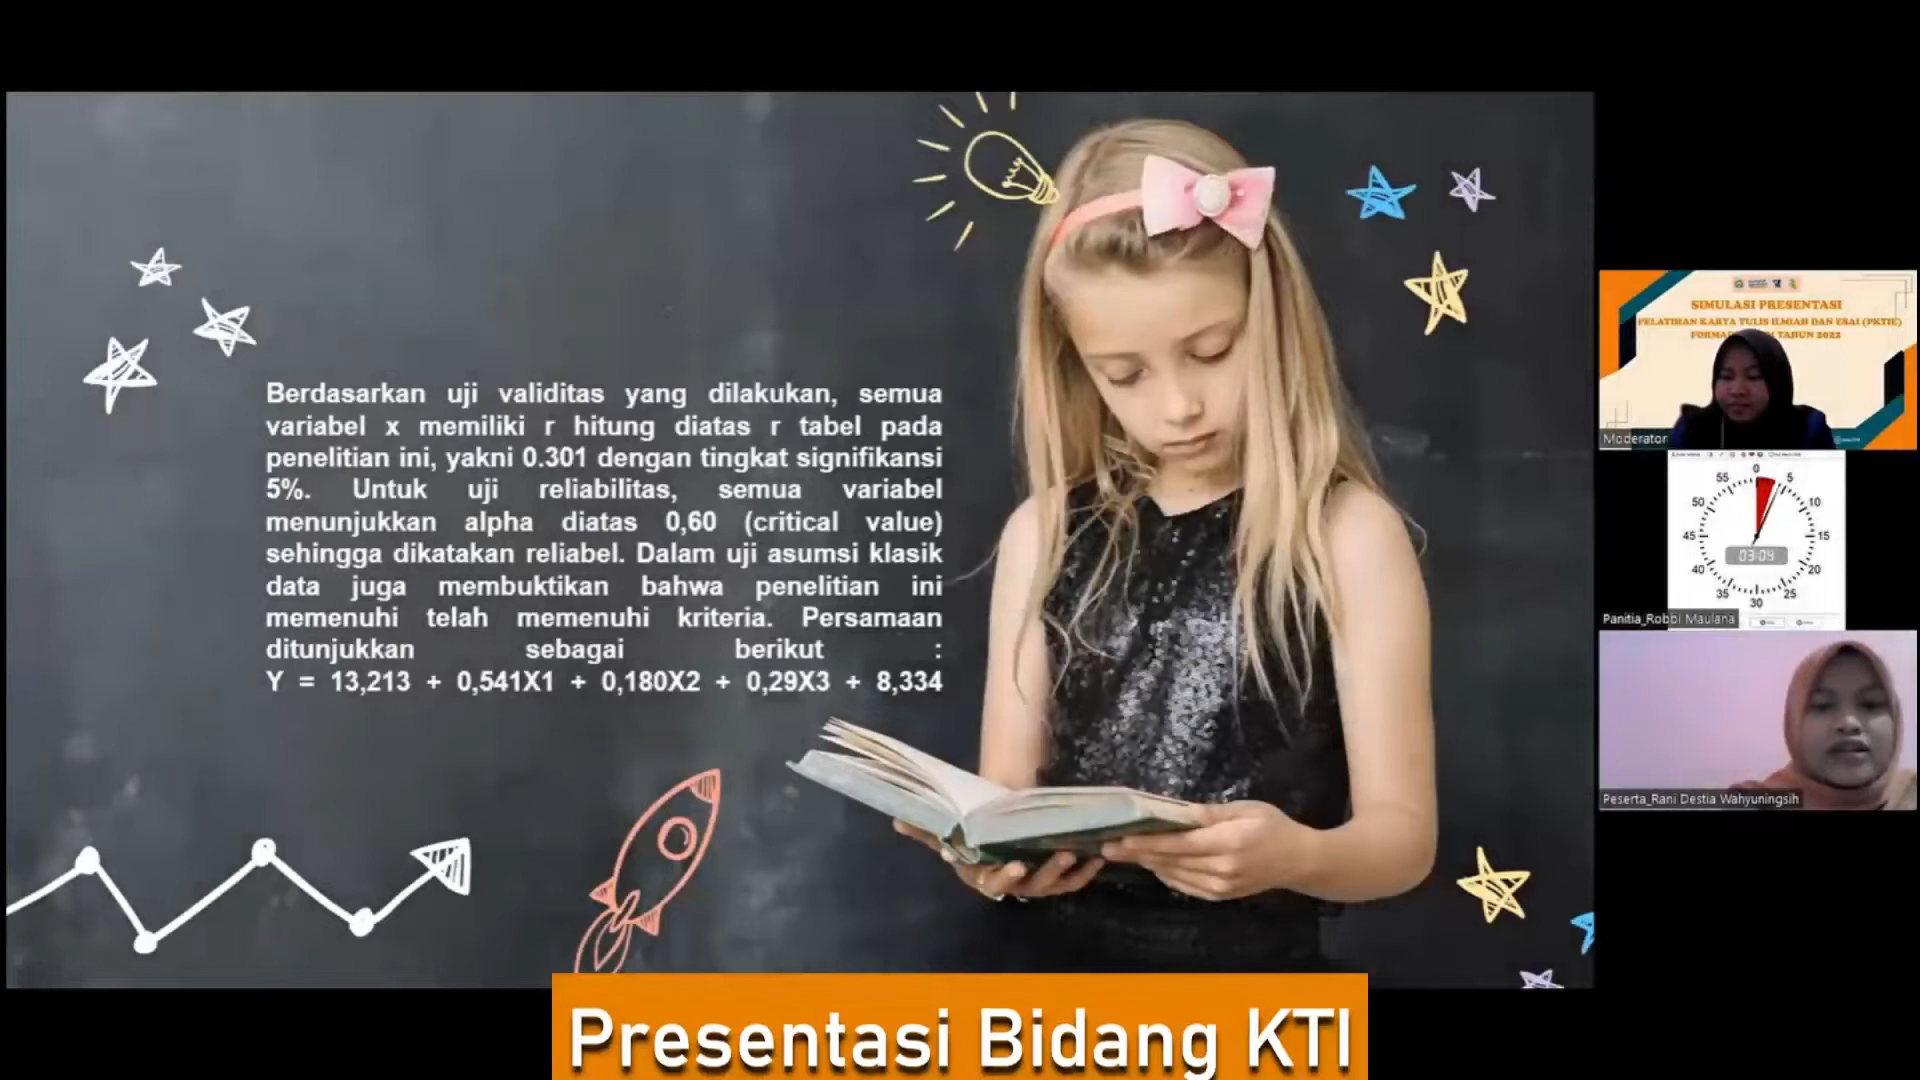 Berdasarkan uji validitas yang dilakukan, semua
variabel x memiliki r hitung diatas r tabel pada
penelitian ini, yakni 0.301 dengan tingkat signifikansi
5%. Untuk uji reliabilitas, semua variabel
menunjukkan alpha diatas 0,60 (critical value)
sehingga dikatakan reliabel. Dalam uji asumsi klasik
data juga membuktikan bahwa penelitian ini
memenuhi telah memenuhi kriteria. Persamaan
ditunjukkan sebagai berikut :
Y = 13,213 + 0,541X1 + 0,180X2 + 0,29X3 + 8,334
SIMULASI PRESENTASI
PELATIHAN KARYA TULIS ILMIAH DAN ESAI (PKTIE)
TAHUN 2022
Moderator
0
5
10
15
20
25
30
35
40
45
50
55
03:04
Panitia_Robbi Maulana
Peserta_Rani Destia Wahyuningsih
Presentasi Bidang KTI